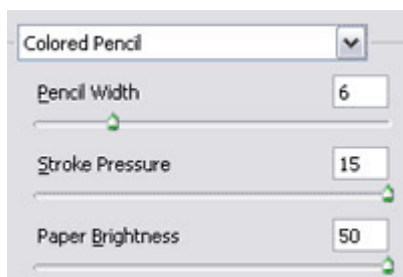 Colored Pencil
Pencil Width 6
Stroke Pressure 15
Paper Brightness 50